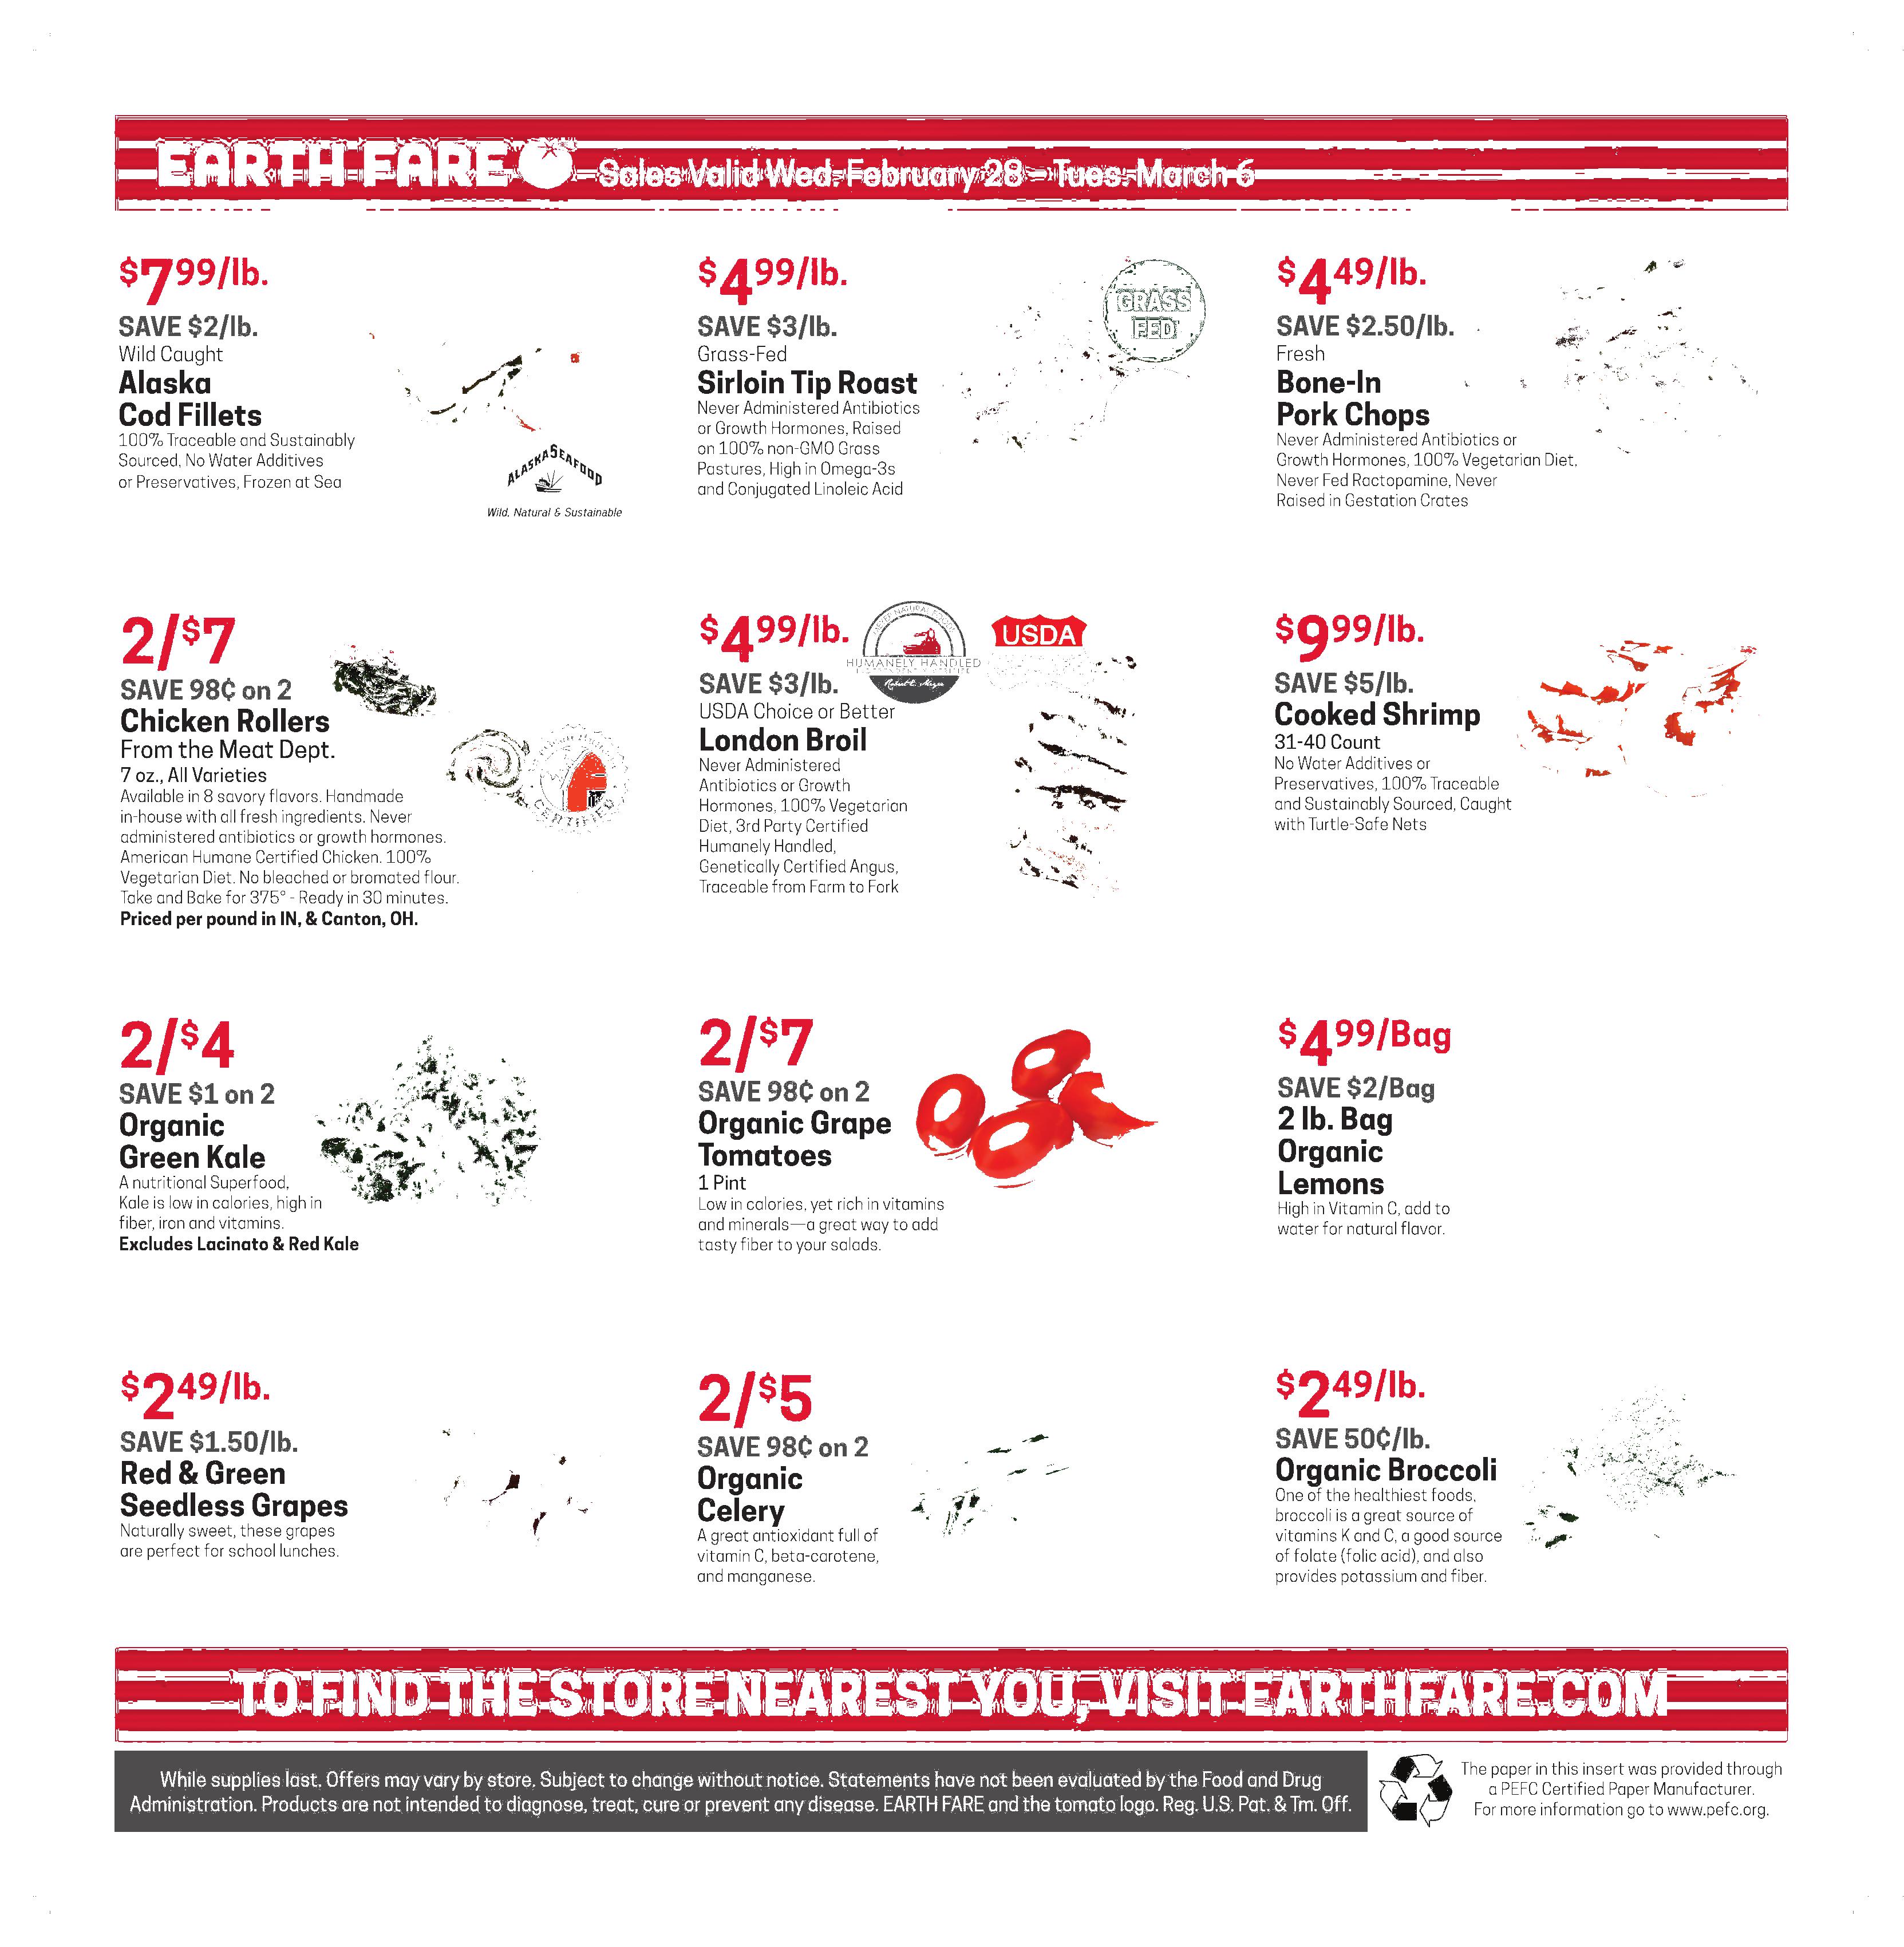 EARTH FARE Sales Valid Wed. February 28 - Tues. March 6
$7 99/lb.
SAVE $2/lb.
Wild Caught
Alaska
Cod Fillets
100% Traceable and Sustainably
Sourced, No Water Additives
or Preservatives, Frozen at Sea
ALASKA SEAFOOD
Wild, Natural & Sustainable
$4 99/lb.
SAVE $3/lb.
Grass-Fed
Sirloin Tip Roast
Never Administered Antibiotics
or Growth Hormones, Raised
on 100% non-GMO Grass
Pastures, High in Omega-3s
and Conjugated Linoleic Acid
GRASS
FED
$4 49/lb.
SAVE $2.50/lb.
Fresh
Bone-In
Pork Chops
Never Administered Antibiotics or
Growth Hormones, 100% Vegetarian Diet,
Never Fed Ractopamine, Never
Raised in Gestation Crates
2/$7
SAVE 98¢ on 2
Chicken Rollers
From the Meat Dept.
7 oz., All Varieties
Available in 8 savory flavors. Handmade
in-house with all fresh ingredients. Never
administered antibiotics or growth hormones.
American Humane Certified Chicken. 100%
Vegetarian Diet. No bleached or bromated flour.
Take and Bake for 375° - Ready in 30 minutes.
Priced per pound in IN, & Canton, OH.
CERTIFIED
$4 99/lb.
SAVE $3/lb.
USDA Choice or Better
London Broil
Never Administered
Antibiotics or Growth
Hormones, 100% Vegetarian
Diet, 3rd Party Certified
Humanely Handled,
Genetically Certified Angus,
Traceable from Farm to Fork
HUMANELY HANDLED
USDA
$9 99/lb.
SAVE $5/lb.
Cooked Shrimp
31-40 Count
No Water Additives or
Preservatives, 100% Traceable
and Sustainably Sourced, Caught
with Turtle-Safe Nets
2/$4
SAVE $1 on 2
Organic
Green Kale
A nutritional Superfood,
Kale is low in calories, high in
fiber, iron and vitamins.
Excludes Lacinato & Red Kale
2/$7
SAVE 98¢ on 2
Organic Grape
Tomatoes
1 Pint
Low in calories, yet rich in vitamins
and minerals—a great way to add
tasty fiber to your salads.
$4 99/Bag
SAVE $2/Bag
2 lb. Bag
Organic
Lemons
High in Vitamin C, add to
water for natural flavor.
$2 49/lb.
SAVE $1.50/lb.
Red & Green
Seedless Grapes
Naturally sweet, these grapes
are perfect for school lunches.
2/$5
SAVE 98¢ on 2
Organic
Celery
A great antioxidant full of
vitamin C, beta-carotene,
and manganese.
$2 49/lb.
SAVE 50¢/lb.
Organic Broccoli
One of the healthiest foods,
broccoli is a great source of
vitamins K and C, a good source
of folate (folic acid), and also
provides potassium and fiber.
TO FIND THE STORE NEAREST YOU, VISIT EARTHFARE.COM
While supplies last. Offers may vary by store. Subject to change without notice. Statements have not been evaluated by the Food and Drug
Administration. Products are not intended to diagnose, treat, cure or prevent any disease. EARTH FARE and the tomato logo. Reg. U.S. Pat. & Tm. Off.
The paper in this insert was provided through
a PEFC Certified Paper Manufacturer.
For more information go to www.pefc.org.